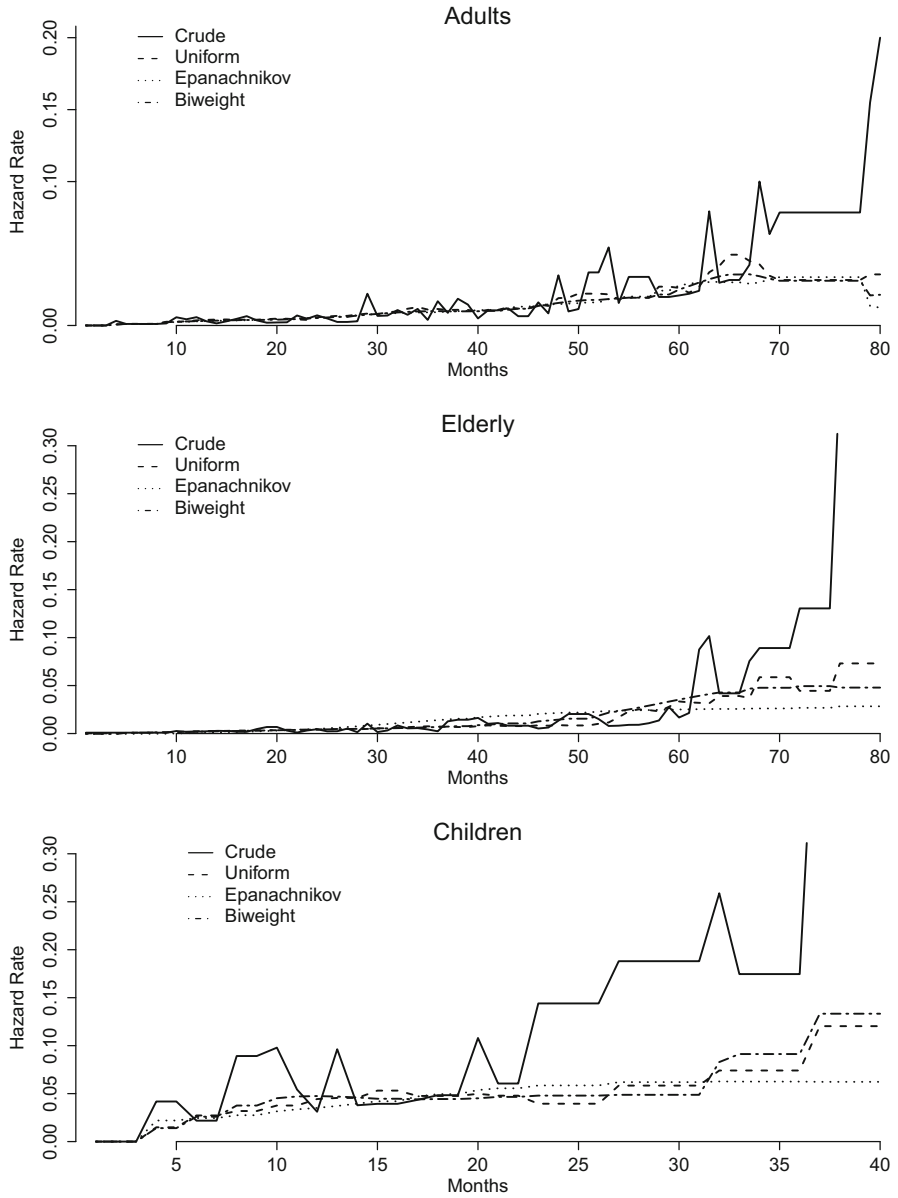 Adults
Crude
Uniform
Epanachnikov
Biweight
Hazard Rate
0.00 0.10 0.15 0.20
10 20 30 40 50 60 70 80
Months
Elderly
Crude
Uniform
Epanachnikov
Biweight
Hazard Rate
0.00 0.05 0.10 0.15 0.20 0.25 0.30
10 20 30 40 50 60 70 80
Months
Children
Crude
Uniform
Epanachnikov
Biweight
Hazard Rate
0.00 0.05 0.10 0.15 0.20 0.25 0.30
5 10 15 20 25 30 35 40
Months